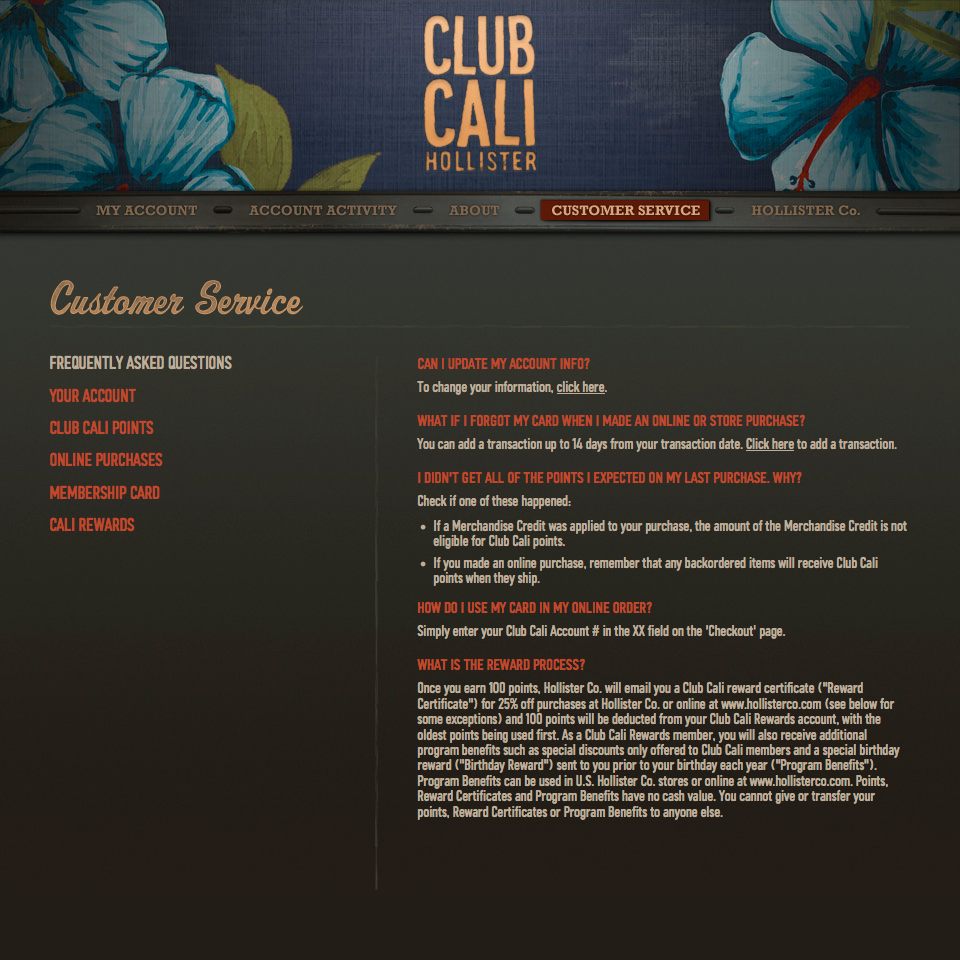 CLUB
CALI
HOLLISTER
MY ACCOUNT
ACCOUNT ACTIVITY
ABOUT
CUSTOMER SERVICE
HOLLISTER Co.
Customer Service
FREQUENTLY ASKED QUESTIONS
YOUR ACCOUNT
CLUB CALI POINTS
ONLINE PURCHASES
MEMBERSHIP CARD
CALI REWARDS
CAN I UPDATE MY ACCOUNT INFO?
To change your information, click here.
WHAT IF I FORGOT MY CARD WHEN I MADE AN ONLINE OR STORE PURCHASE?
You can add a transaction up to 14 days from your transaction date. Click here to add a transaction.
I DIDN'T GET ALL OF THE POINTS I EXPECTED ON MY LAST PURCHASE. WHY?
Check if one of these happened:
• If a Merchandise Credit was applied to your purchase, the amount of the Merchandise Credit is not
eligible for Club Cali points.
• If you made an online purchase, remember that any backordered items will receive Club Cali
points when they ship.
HOW DO I USE MY CARD IN MY ONLINE ORDER?
Simply enter your Club Cali Account # in the XX field on the 'Checkout' page.
WHAT IS THE REWARD PROCESS?
Once you earn 100 points, Hollister Co. will email you a Club Cali reward certificate ("Reward
Certificate") for 25% off purchases at Hollister Co. or online at www.hollisterco.com (see below for
some exceptions) and 100 points will be deducted from your Club Cali Rewards account, with the
oldest points being used first. As a Club Cali Rewards member, you will also receive additional
program benefits such as special discounts only offered to Club Cali members and a special birthday
reward ("Birthday Reward") sent to you prior to your birthday each year ("Program Benefits").
Program Benefits can be used in U.S. Hollister Co. stores or online at www.hollisterco.com. Points,
Reward Certificates and Program Benefits have no cash value. You cannot give or transfer your
points, Reward Certificates or Program Benefits to anyone else.